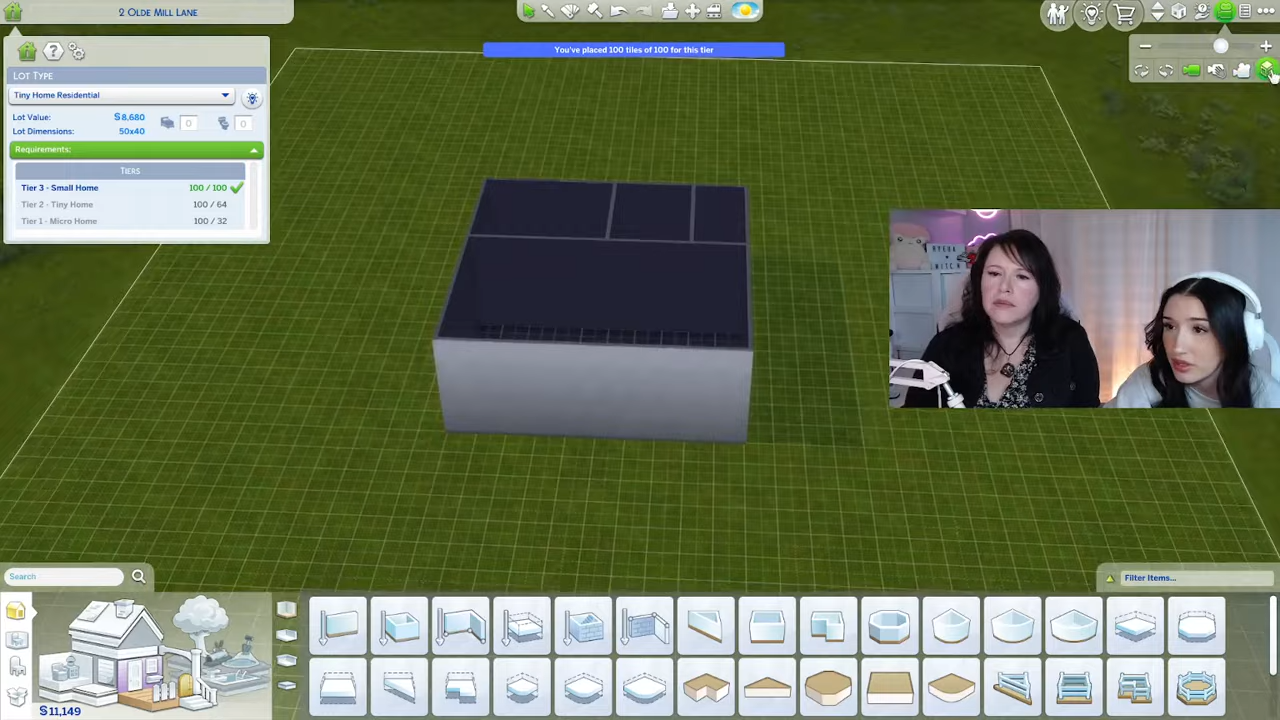 2 OLDE MILL LANE
You've placed 100 tiles of 100 for this tier
LOT TYPE
Tiny Home Residential
Lot Value: §8,680
0 0
Lot Dimensions: 50x40
Requirements:
TIERS
Tier 3 - Small Home 100 / 100
Tier 2 - Tiny Home 100 / 64
Tier 1 - Micro Home 100 / 32
Search
Filter Items...
§11,149